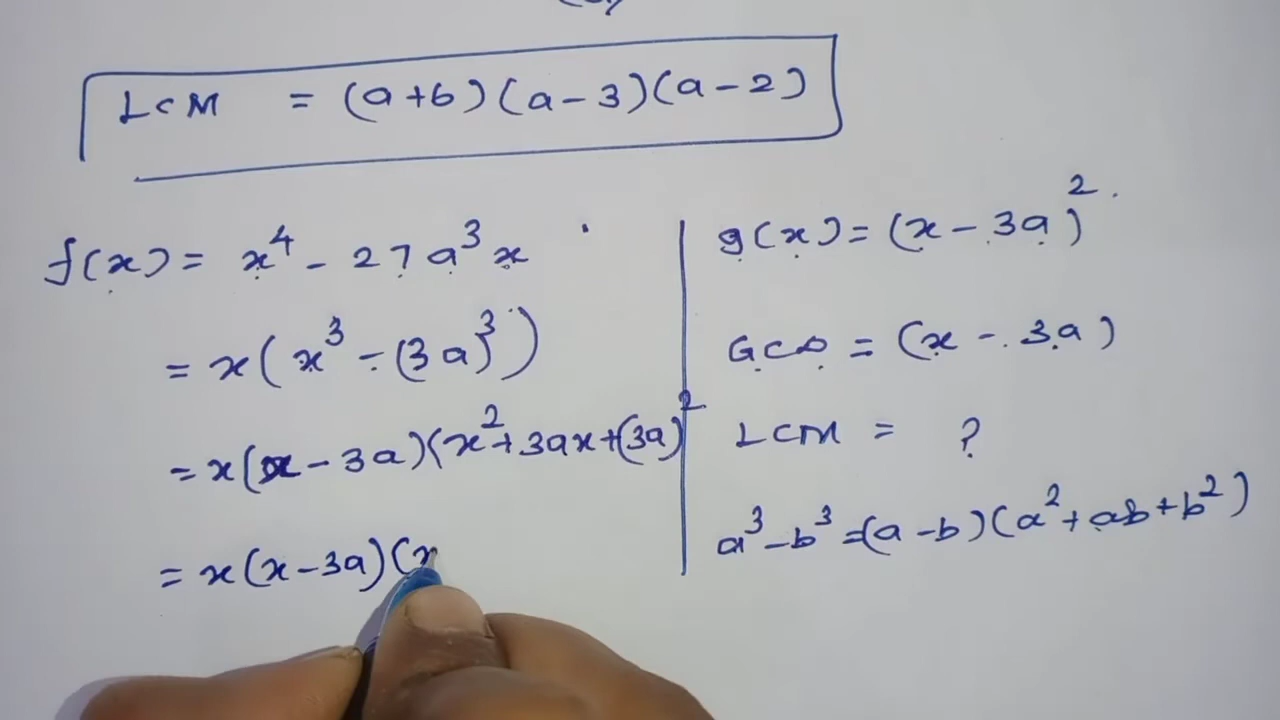 LCM = (a+b)(a-3)(a-2)
f(x) = x⁴ - 27a³x
= x(x³ - (3a)³)
= x(x-3a)(x²+3ax+(3a)²
= x(x-3a)(x
g(x) = (x-3a)².
GCD = (x-3a)
LCM = ?
a³-b³=(a-b)(a²+ab+b²)